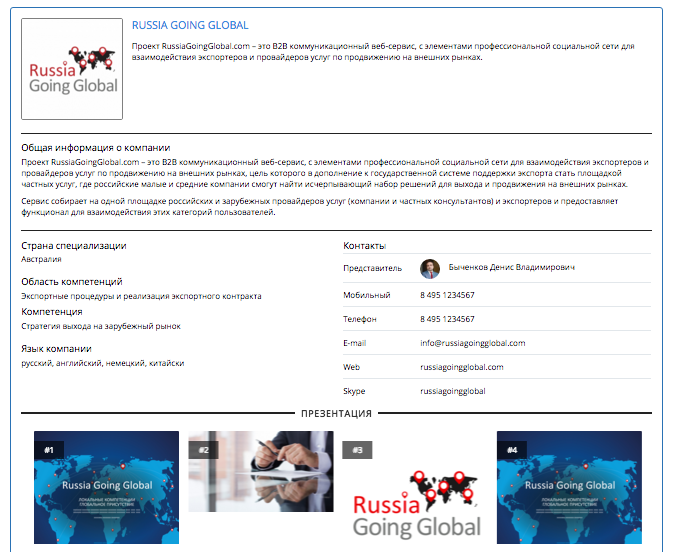 Russia
Going Global
RUSSIA GOING GLOBAL
Проект RussiaGoingGlobal.com – это B2B коммуникационный веб-сервис, с элементами профессиональной социальной сети для
взаимодействия экспортеров и провайдеров услуг по продвижению на внешних рынках.
Общая информация о компании
Проект RussiaGoingGlobal.com – это B2B коммуникационный веб-сервис, с элементами профессиональной социальной сети для взаимодействия экспортеров и
провайдеров услуг по продвижению на внешних рынках, цель которого в дополнение к государственной системе поддержки экспорта стать площадкой
частных услуг, где российские малые и средние компании смогут найти исчерпывающий набор решений для выхода и продвижения на внешних рынках.
Сервис собирает на одной площадке российских и зарубежных провайдеров услуг (компании и частных консультантов) и экспортеров и предоставляет
функционал для взаимодействия этих категорий пользователей.
Страна специализации
Австралия
Область компетенций
Экспортные процедуры и реализация экспортного контракта
Компетенция
Стратегия выхода на зарубежный рынок
Язык компании
русский, английский, немецкий, китайски
Контакты
Представитель Быченков Денис Владимирович
Мобильный 8 495 1234567
Телефон 8 495 1234567
E-mail info@russiagoingglobal.com
Web russiagoingglobal.com
Skype russiagoingglobal
ПРЕЗЕНТАЦИЯ
#1
Russia Going Global
ЛОКАЛЬНЫЕ КОМПЕТЕНЦИИ
ГЛОБАЛЬНОЕ ПРИСУТСТВИЕ
#2
#3
Russia
Going Global
#4
Russia Going Global
ЛОКАЛЬНЫЕ КОМПЕТЕНЦИИ
ГЛОБАЛЬНОЕ ПРИСУТСТВИЕ